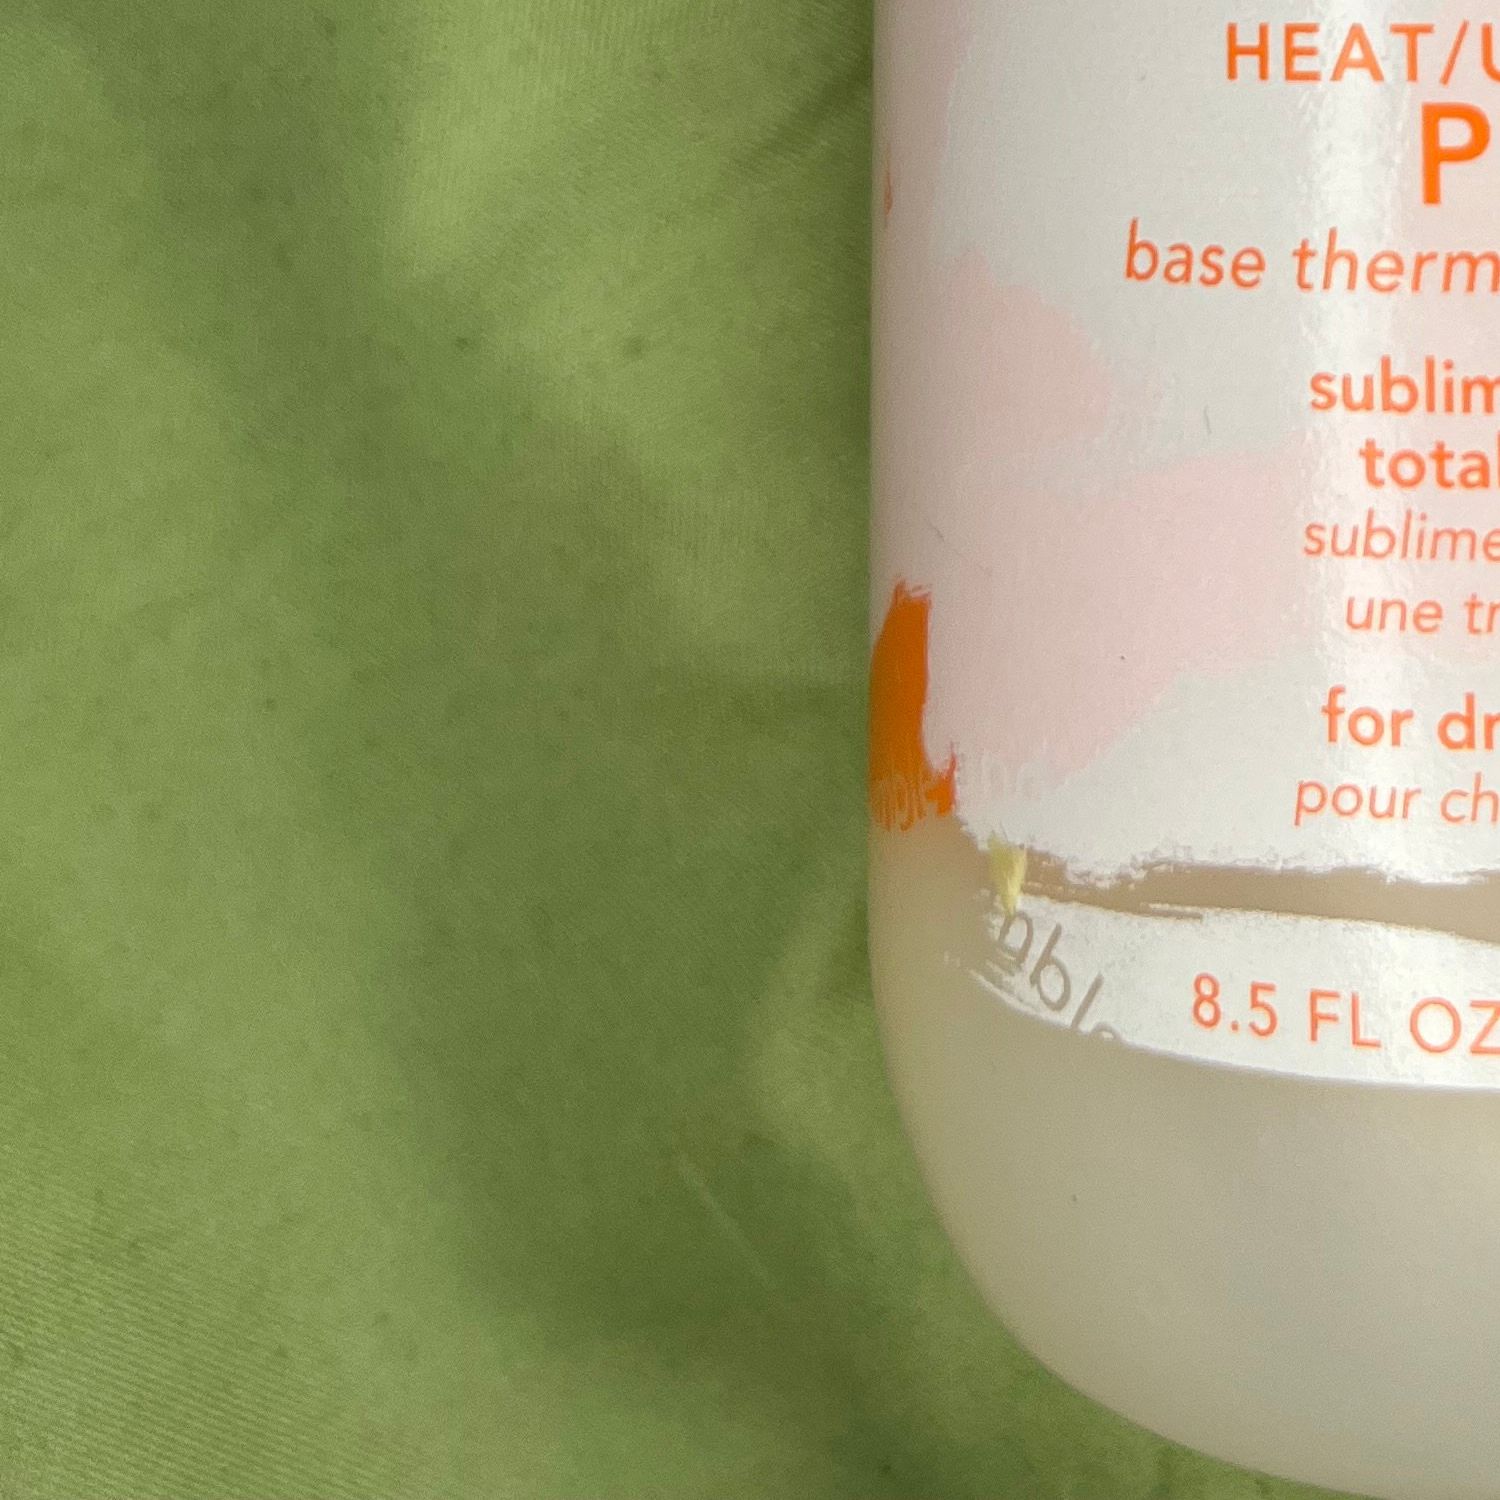 HEAT/U
P
base therm
sublim
total
sublime
une tr
for dr
pour ch
8.5 FL OZ